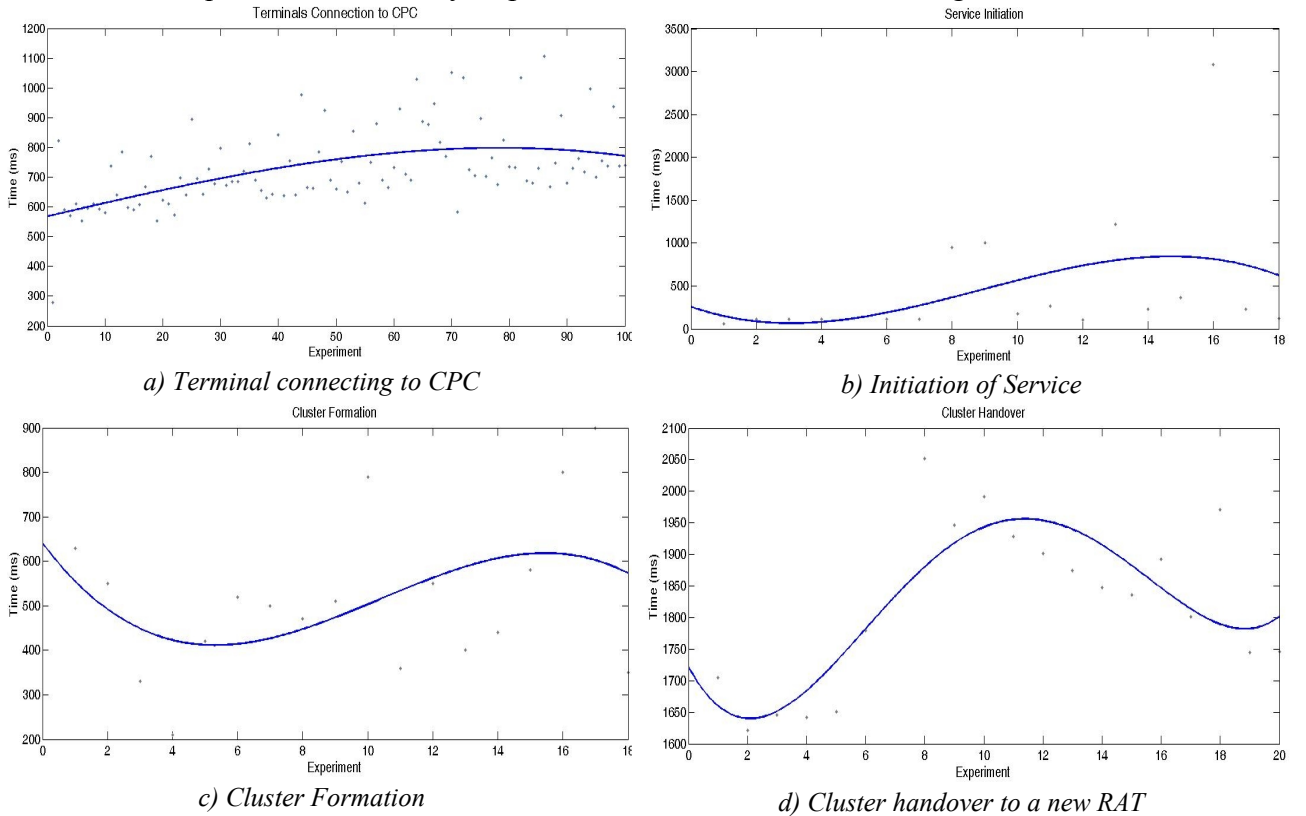 Terminals Connection to CPC
1200
1100
1000
900
800
700
600
500
400
300
200
Time (ms)
0 10 20 30 40 50 60 70 80 90 100
Experiment
a) Terminal connecting to CPC
Service Initiation
3500
3000
2500
2000
1500
1000
500
0
Time (ms)
0 2 4 6 8 10 12 14 16 18
Experiment
b) Initiation of Service
Cluster Formation
900
800
700
600
500
400
300
200
Time (ms)
0 2 4 6 8 10 12 14 16 18
Experiment
c) Cluster Formation
Cluster Handover
2100
2050
2000
1950
1900
1850
1800
1750
1700
1650
1600
Time (ms)
0 2 4 6 8 10 12 14 16 18 20
Experiment
d) Cluster handover to a new RAT